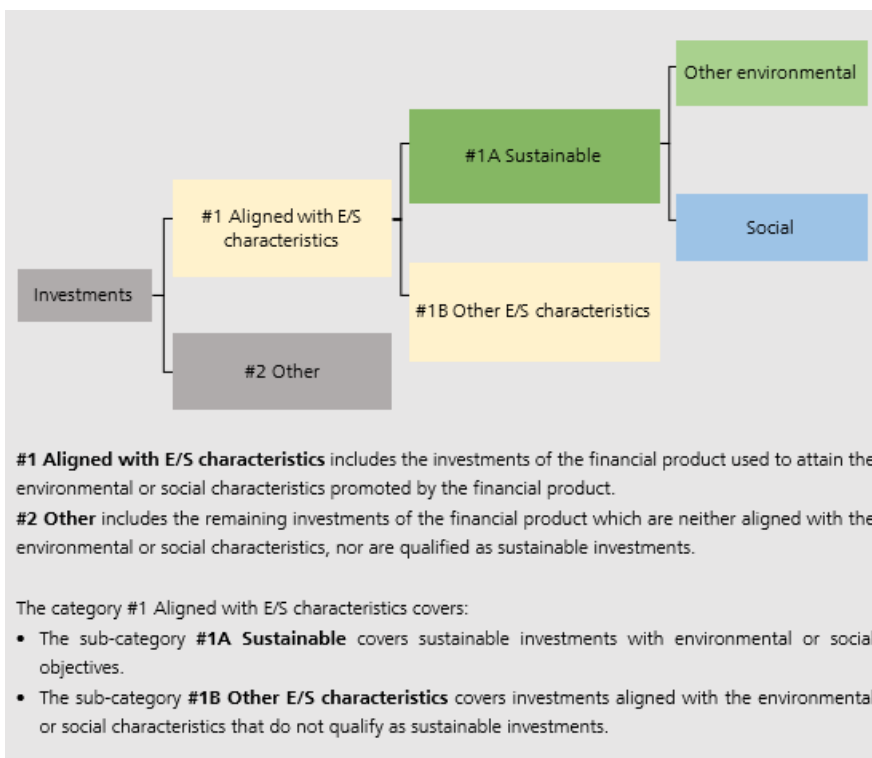 Other environmental
#1A Sustainable
#1 Aligned with E/S
characteristics
Social
Investments
#1B Other E/S characteristics
#2 Other
#1 Aligned with E/S characteristics includes the investments of the financial product used to attain the
environmental or social characteristics promoted by the financial product.
#2 Other includes the remaining investments of the financial product which are neither aligned with the
environmental or social characteristics, nor are qualified as sustainable investments.
The category #1 Aligned with E/S characteristics covers:
• The sub-category #1A Sustainable covers sustainable investments with environmental or social
objectives.
• The sub-category #1B Other E/S characteristics covers investments aligned with the environmental
or social characteristics that do not qualify as sustainable investments.